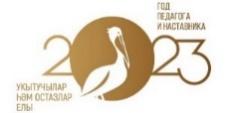 ГОД
ПЕДАГОГА
И НАСТАВНИКА
2023
УКЫТУЧЫЛАР
ҺӘМ ОСТАЗЛАР
ЕЛЫ